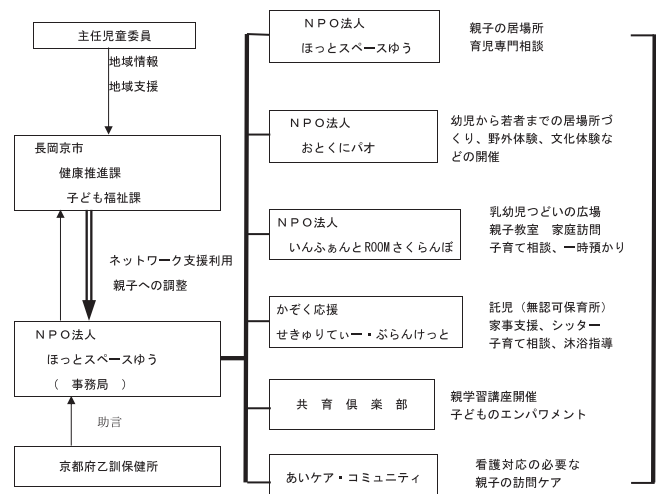 主任児童委員
地域情報
地域支援
長岡京市
健康推進課
子ども福祉課
ネットワーク支援利用
親子への調整
ＮＰＯ法人
ほっとスペースゆう
（　事務局　）
助言
京都府乙訓保健所
ＮＰＯ法人
ほっとスペースゆう
親子の居場所
育児専門相談
ＮＰＯ法人
おとくにパオ
幼児から若者までの居場所づ
くり、野外体験、文化体験な
どの開催
ＮＰＯ法人
いんふぁんとROOMさくらんぼ
乳幼児つどいの広場
親子教室　家庭訪問
子育て相談、一時預かり
かぞく応援
せきゅりてぃー・ぶらんけっと
託児（無認可保育所）
家事支援、シッター
子育て相談、沐浴指導
共　育　倶　楽　部
親学習講座開催
子どものエンパワメント
あいケア・コミュニティ
看護対応の必要な
親子の訪問ケア